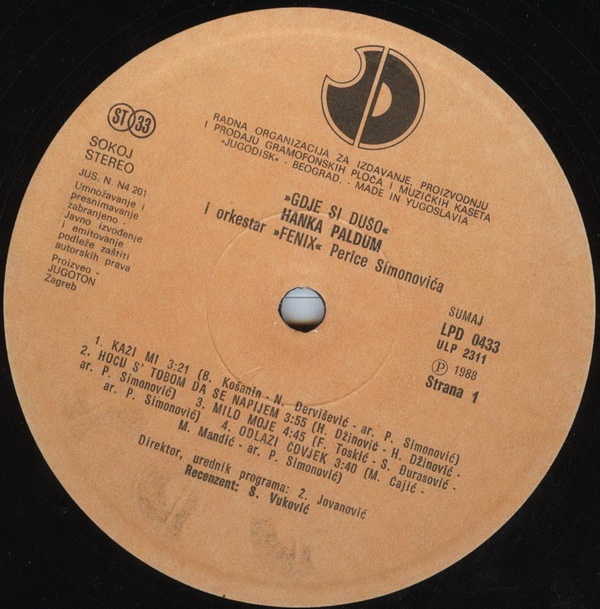 ST 33
SOKOJ
STEREO
JUS. N. N4 201
Umnožavanje i
presnimavanje
zabranjeno -
Javno izvođenje
i emitovanje
podleže zaštiti
autorskih prava
Proizveo -
JUGOTON
Zagreb
RADNA ORGANIZACIJA ZA IZDAVANJE, PROIZVODNJU
I PRODAJU GRAMOFONSKIH PLOČA I MUZIČKIH KASETA
"JUGODISK" - BEOGRAD. - MADE IN YUGOSLAVIA
»GDJE SI DUŠO«
HANKA PALDUM
i orkestar »FENIX« Perice Simonovića
SUMAJ
LPD 0433
ULP 2311
Ⓟ 1988
Strana 1
1. KAŽI MI 3:21 (B. Košanin - N. Dervišević - ar. P. Simonović)
2. HOĆU S' TOBOM DA SE NAPIJEM 3:55 (H. Džinović - H. Džinović -
ar. P. Simonović) 3. MILO MOJE 4:45 (F. Toskić - S. Đurasović -
ar. P. Simonović) 4. ODLAZI ČOVJEK 3:40 (M. Cajić -
M. Mandić - ar. P. Simonović)
Direktor, urednik programa: Ž. Jovanović
Recenzent: S. Vuković